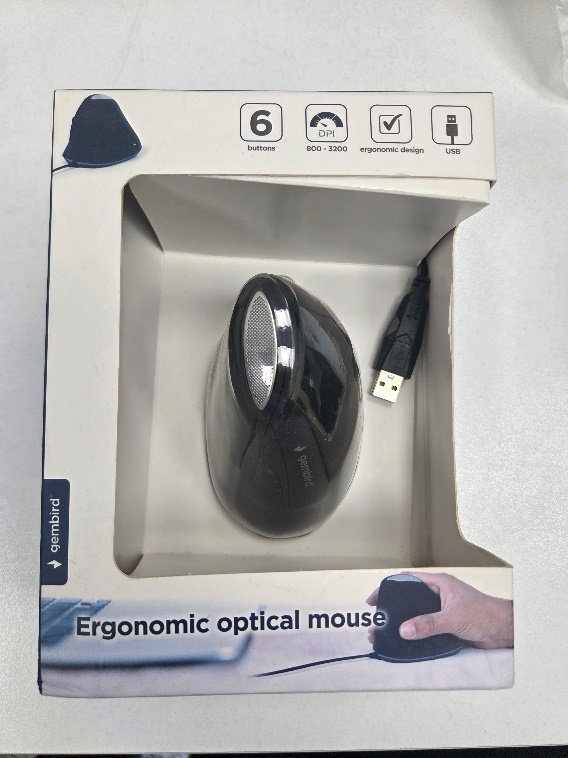 6
DPI
buttons
800 - 3200
ergonomic design
USB
gembird
gembird®
Ergonomic optical mouse